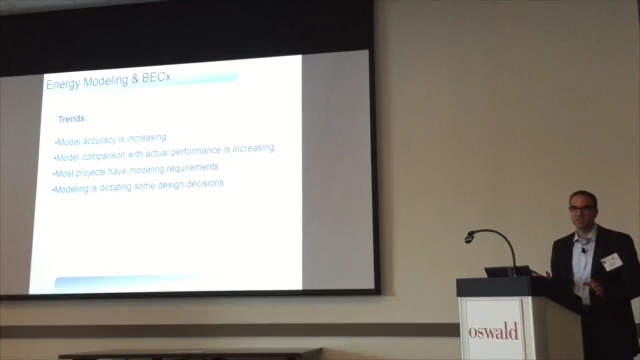 Energy Modeling & BECx
Trends:
•Model accuracy is increasing
•Model comparison with actual performance is increasing
•Most projects have modeling requirements
•Modeling is dictating some design decisions
oswald